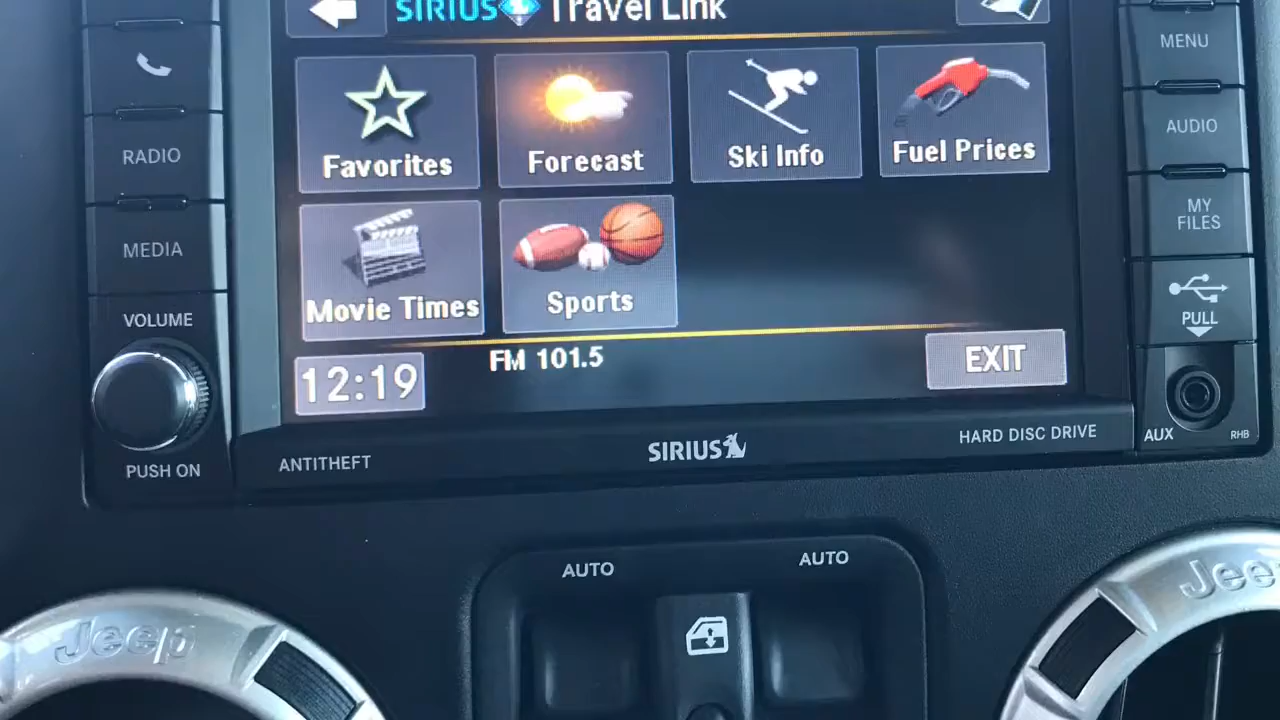 SIRIUS Travel Link
Favorites
Forecast
Ski Info
Fuel Prices
Movie Times
Sports
12:19
FM 101.5
EXIT
RADIO
MEDIA
VOLUME
PUSH ON
MENU
AUDIO
MY
FILES
PULL
AUX
RHB
ANTITHEFT
SIRIUS
HARD DISC DRIVE
AUTO
AUTO
Jeep
Jeep